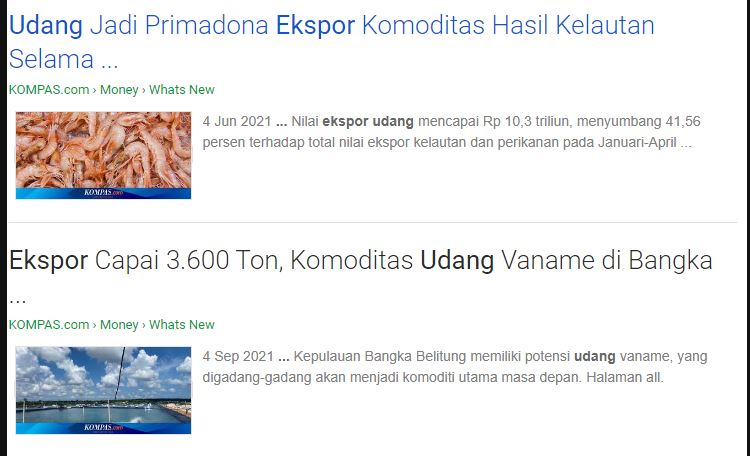 Udang Jadi Primadona Ekspor Komoditas Hasil Kelautan
Selama ...
KOMPAS.com › Money › Whats New
4 Jun 2021 ... Nilai ekspor udang mencapai Rp 10,3 triliun, menyumbang 41,56
persen terhadap total nilai ekspor kelautan dan perikanan pada Januari-April ...
KOMPAS.com
Ekspor Capai 3.600 Ton, Komoditas Udang Vaname di Bangka
...
KOMPAS.com › Money › Whats New
4 Sep 2021 ... Kepulauan Bangka Belitung memiliki potensi udang vaname, yang
digadang-gadang akan menjadi komoditi utama masa depan. Halaman all.
KOMPAS.com